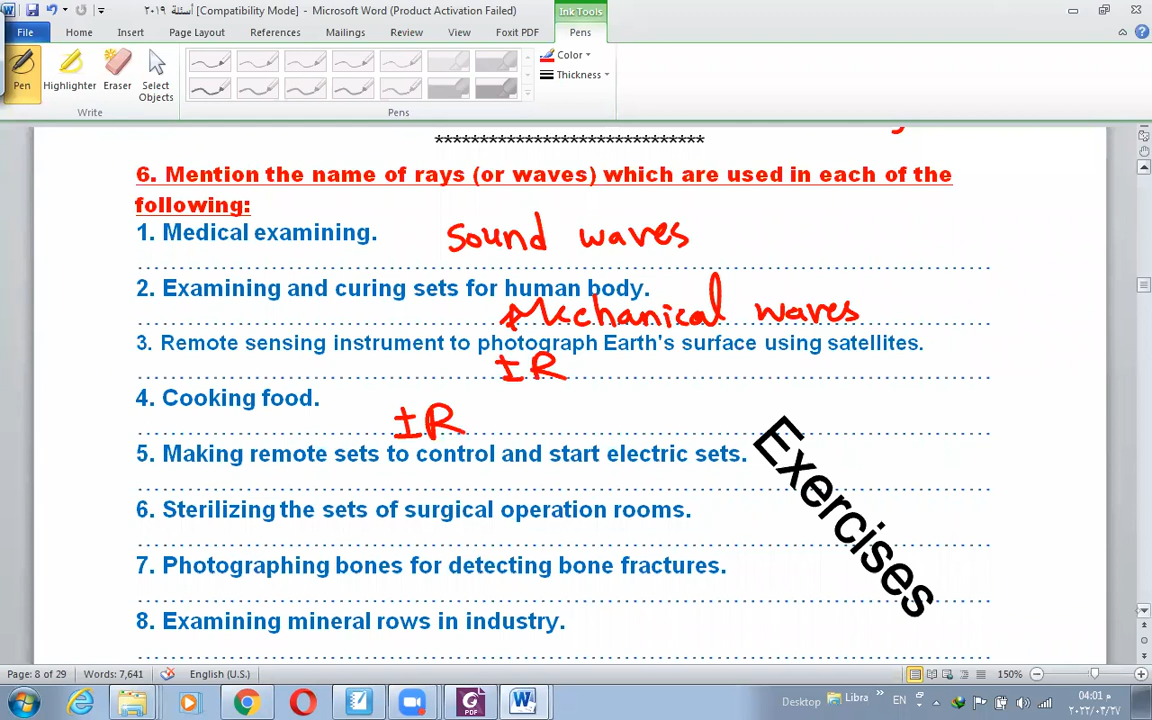 أسئلة ٢٠١٩ [Compatibility Mode] - Microsoft Word (Product Activation Failed)
Ink Tools
File Home Insert Page Layout References Mailings Review View Foxit PDF Pens
Pen Highlighter Eraser Select Objects
Color
Thickness
Write Pens
******************************
6. Mention the name of rays (or waves) which are used in each of the
following:
1. Medical examining.
sound waves
2. Examining and curing sets for human body.
Mechanical waves
3. Remote sensing instrument to photograph Earth's surface using satellites.
IR
4. Cooking food.
IR
5. Making remote sets to control and start electric sets.
6. Sterilizing the sets of surgical operation rooms.
7. Photographing bones for detecting bone fractures.
8. Examining mineral rows in industry.
Exercises
Page: 8 of 29 Words: 7,641 English (U.S.) 150%
Desktop Libra EN 04:01 م
٢٠٢٢/٠٣/٢٧